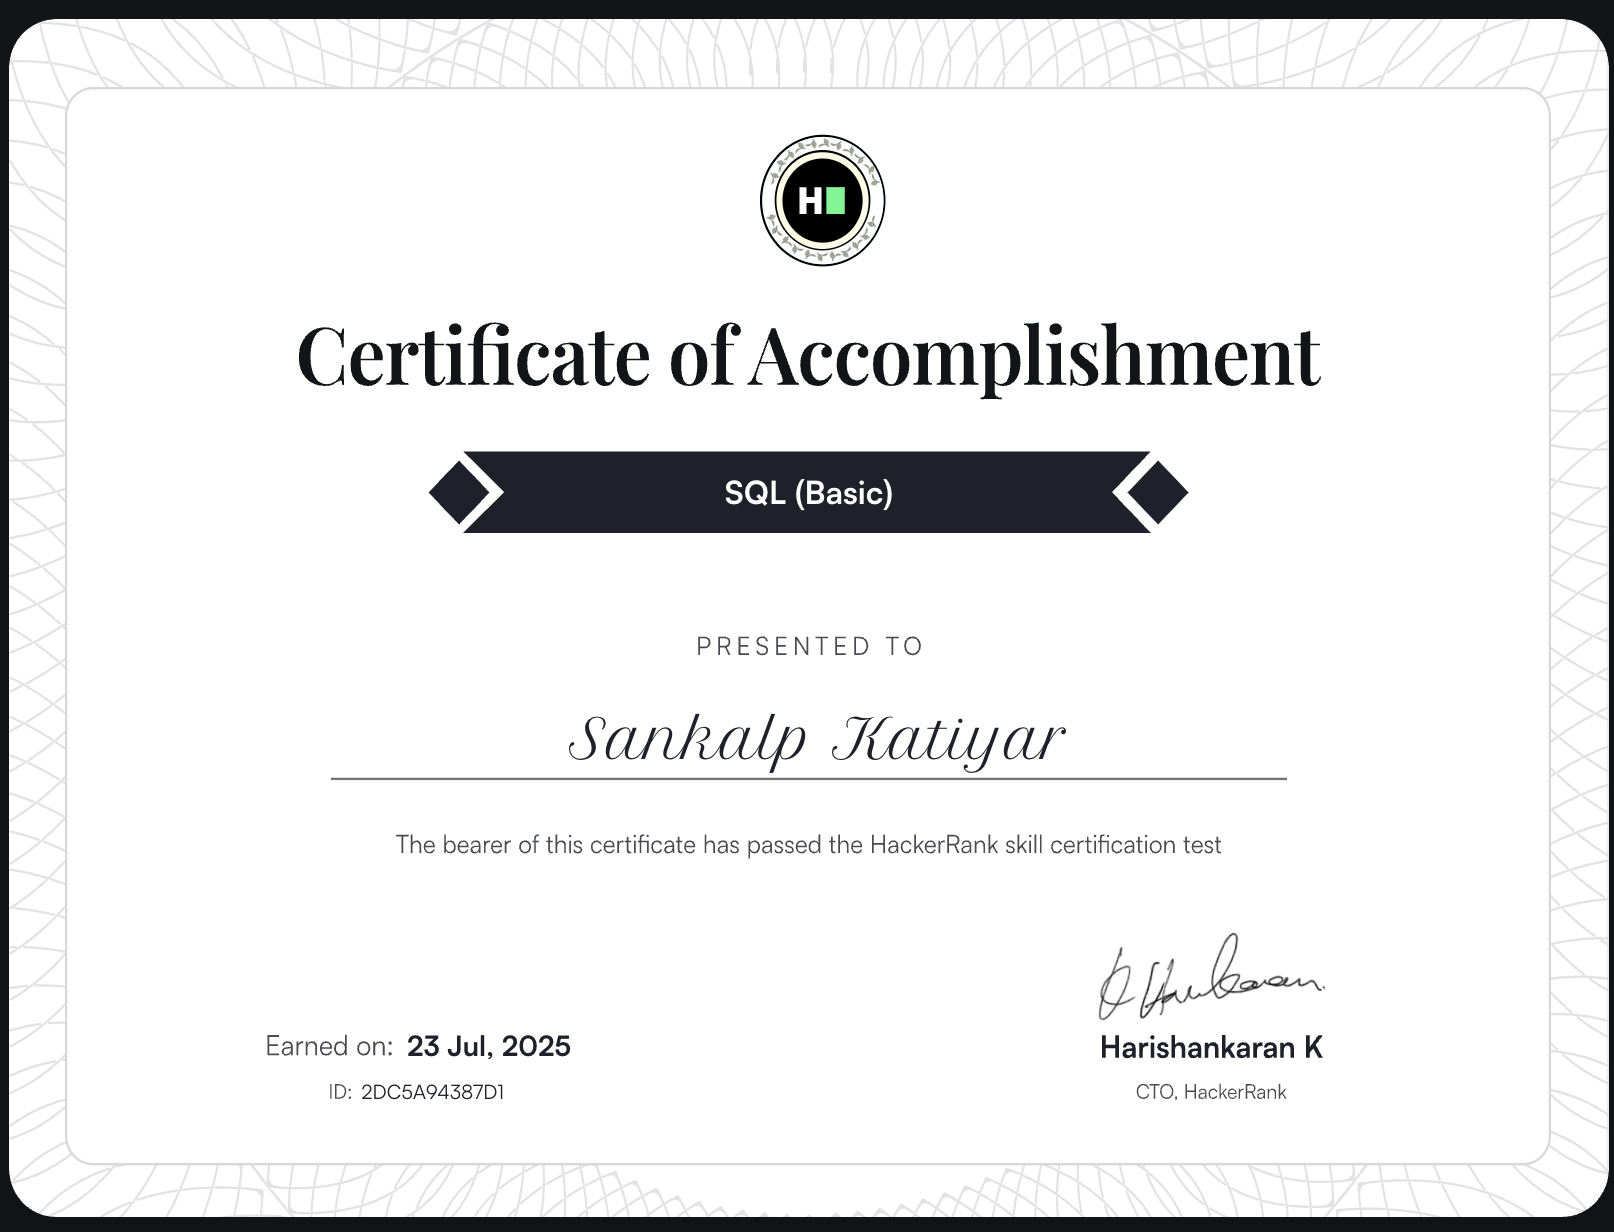 H
Certificate of Accomplishment
SQL (Basic)
PRESENTED TO
Sankalp Katiyar
The bearer of this certificate has passed the HackerRank skill certification test
Earned on: 23 Jul, 2025
ID: 2DC5A94387D1
Harishankaran K
CTO, HackerRank